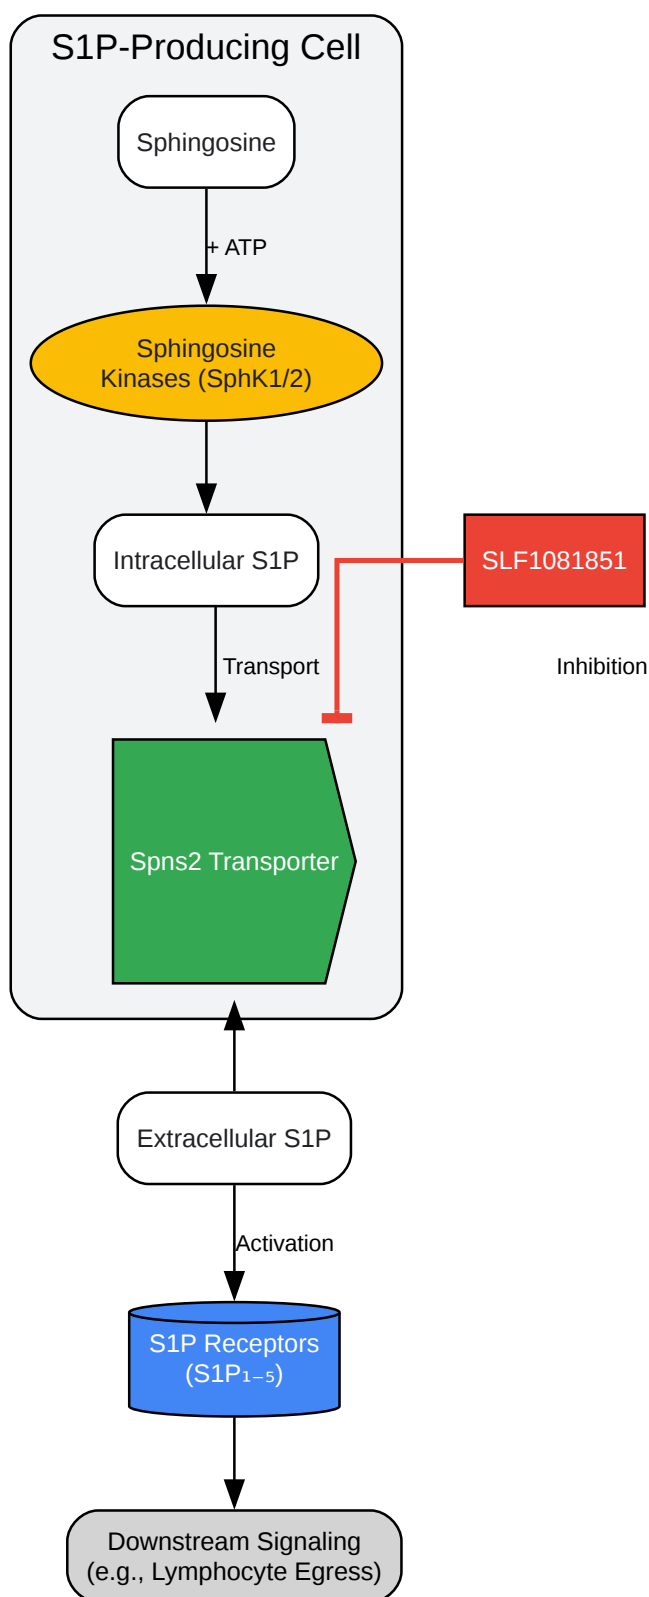 S1P-Producing Cell
Sphingosine
+ ATP
Sphingosine
Kinases (SphK1/2)
Intracellular S1P
SLF1081851
Transport
Inhibition
Spns2 Transporter
Extracellular S1P
Activation
S1P Receptors
(S1P₁₋₅)
Downstream Signaling
(e.g., Lymphocyte Egress)